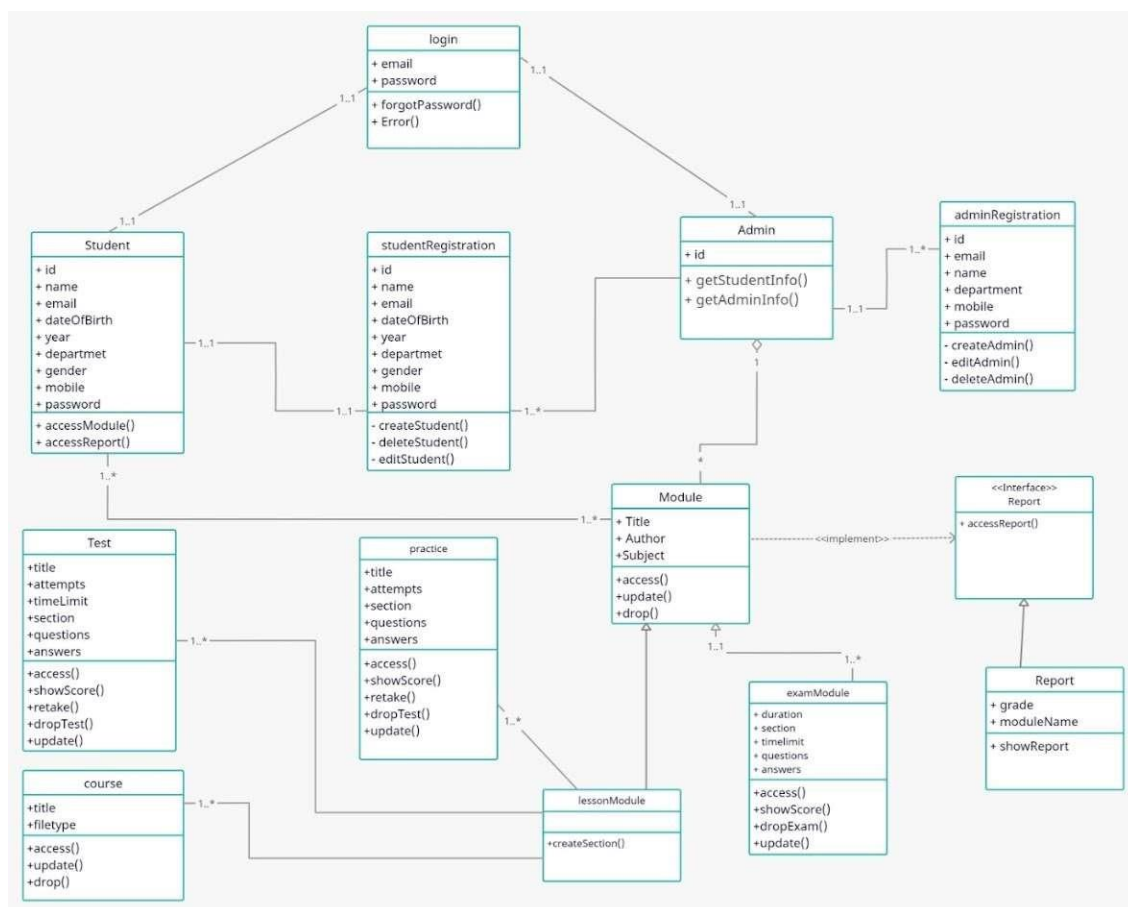 login
+ email
+ password
+ forgotPassword()
+ Error()
1..1
1..1
1..1
1..1
Student
+ id
+ name
+ email
+ dateOfBirth
+ year
+ departmet
+ gender
+ mobile
+ password
+ accessModule()
+ accessReport()
1..1
1..1
studentRegistration
+ id
+ name
+ email
+ dateOfBirth
+ year
+ departmet
+ gender
+ mobile
+ password
- createStudent()
- deleteStudent()
- editStudent()
1..*
Admin
+ id
+ getStudentInfo()
+ getAdminInfo()
1..1
1..*
adminRegistration
+ id
+ email
+ name
+ department
+ mobile
+ password
- createAdmin()
- editAdmin()
- deleteAdmin()
1
*
1..*
1..*
Module
+ Title
+ Author
+Subject
+access()
+update()
+drop()
<<implement>>
<<Interface>>
Report
+ accessReport()
Test
+title
+attempts
+timeLimit
+section
+questions
+answers
+access()
+showScore()
+retake()
+dropTest()
+update()
1..*
practice
+title
+attempts
+section
+questions
+answers
+access()
+showScore()
+retake()
+dropTest()
+update()
1..*
1..1
1..*
examModule
+ duration
+ section
+ timelimit
+ questions
+ answers
+access()
+showScore()
+dropExam()
+update()
Report
+ grade
+ moduleName
+ showReport
course
+title
+filetype
+access()
+update()
+drop()
1..*
lessonModule
+createSection()